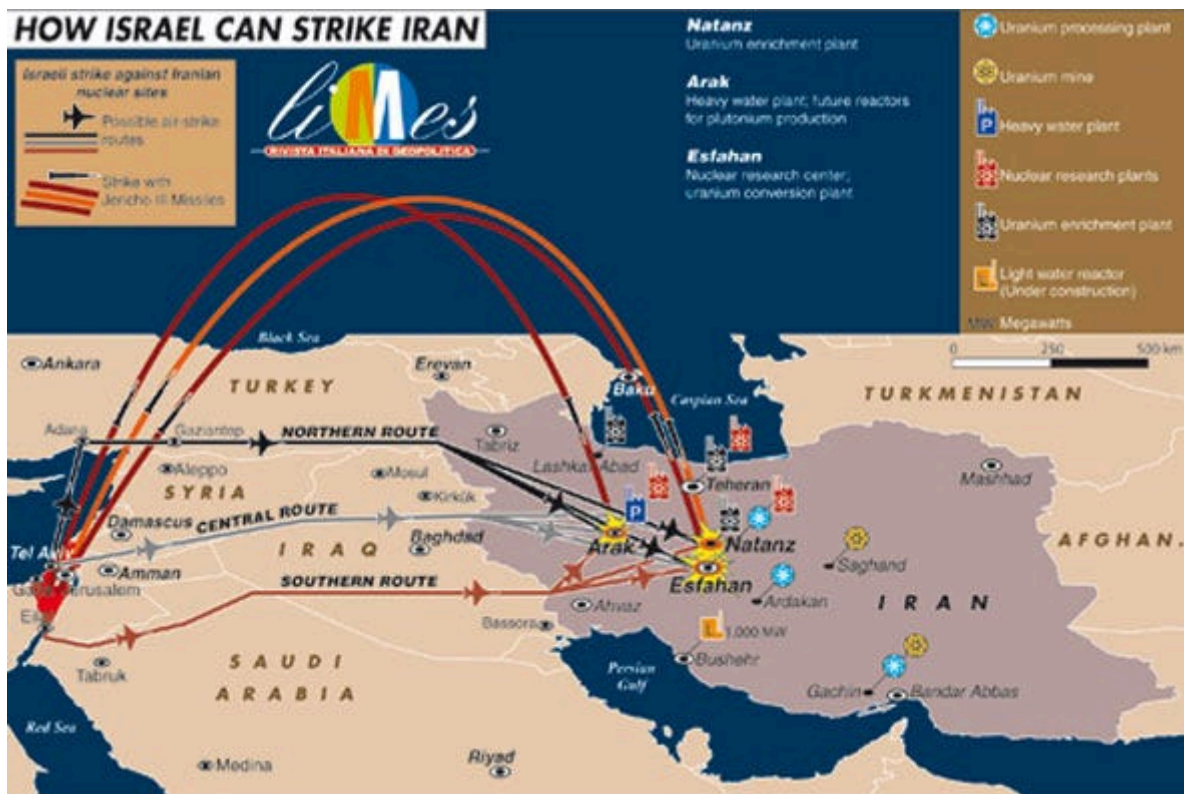 HOW ISRAEL CAN STRIKE IRAN
Israeli strike against Iranian
nuclear sites
Possible air strike
routes
Strike with
Jericho III Missiles
liMes
RIVISTA ITALIANA DI GEOPOLITICA
Natanz
Uranium enrichment plant
Arak
Heavy water plant; future reactors
for plutonium production
Esfahan
Nuclear research center;
uranium conversion plant
Uranium processing plant
Uranium mine
P
Heavy water plant
Nuclear research plants
Uranium enrichment plant
Light water reactor
(Under construction)
MW Megawatts
0 250 500 km
Black Sea
Ankara
Erevan
TURKEY
Baku
Caspian Sea
TURKMENISTAN
Adana
Gaziantep
NORTHERN ROUTE
Tabriz
Lashkar Abad
Mashhad
Aleppo
Mosul
Teheran
SYRIA
Kirkūk
P
Damascus
CENTRAL ROUTE
Baghdad
Arak
Natanz
AFGHAN.
Tel Aviv
IRAQ
Amman
Esfahan
Saghand
Jerusalem
SOUTHERN ROUTE
Ardakan
IRAN
Ahvaz
Bassora
1,000 MW
Bushehr
SAUDI
ARABIA
Tabruk
Persian
Gulf
Gachin
Bandar Abbas
Red Sea
Medina
Riyad